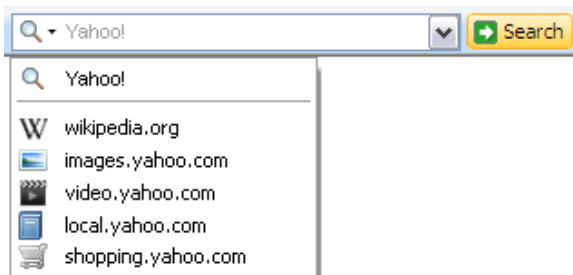 Yahoo! Search
Yahoo!
W wikipedia.org
images.yahoo.com
video.yahoo.com
local.yahoo.com
shopping.yahoo.com